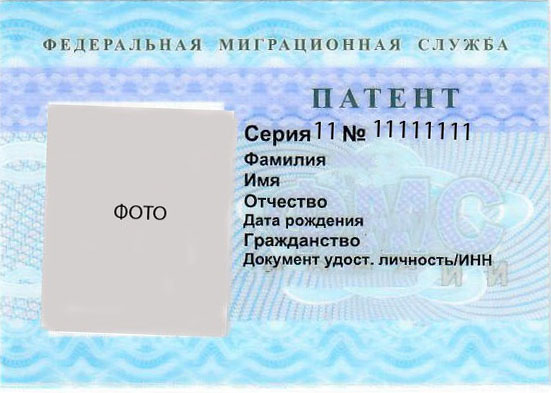 ФЕДЕРАЛЬНАЯ МИГРАЦИОННАЯ СЛУЖБА
ПАТЕНТ
Серия 11 № 11111111
Фамилия
Имя
Отчество
Дата рождения
Гражданство
Документ удост. личность/ИНН
ФОТО
ФМС